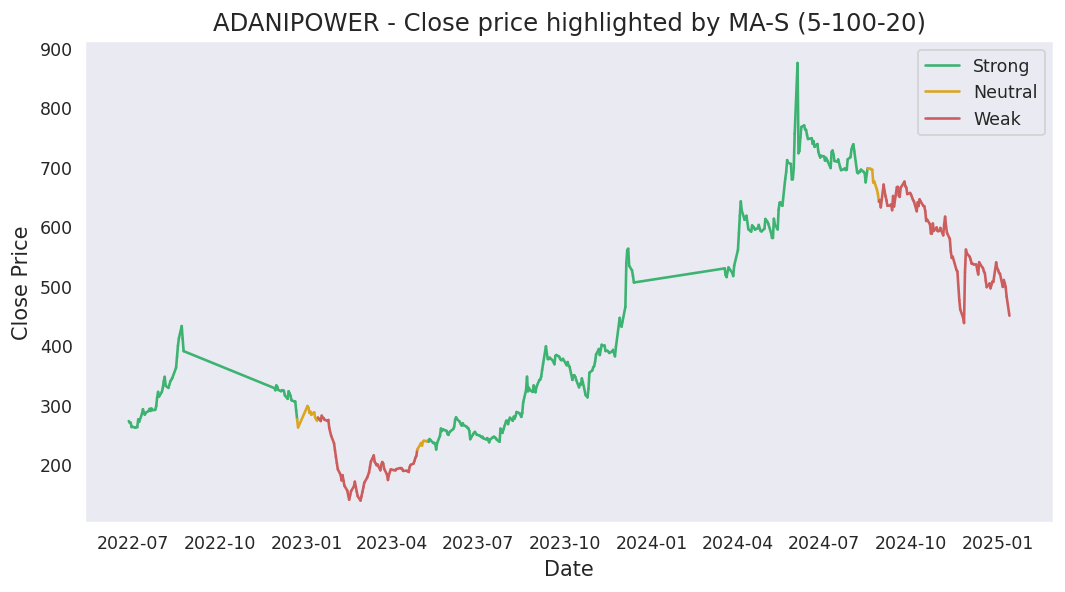 ADANIPOWER - Close price highlighted by MA-S (5-100-20)
Strong
Neutral
Weak
Close Price
900
800
700
600
500
400
300
200
2022-07 2022-10 2023-01 2023-04 2023-07 2023-10 2024-01 2024-04 2024-07 2024-10 2025-01
Date